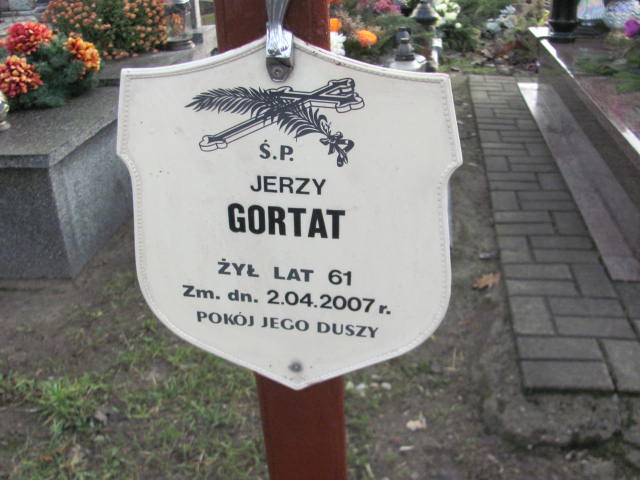 Ś.P.
JERZY
GORTAT
ŻYŁ LAT 61
Zm. dn. 2.04.2007 r.
POKÓJ JEGO DUSZY